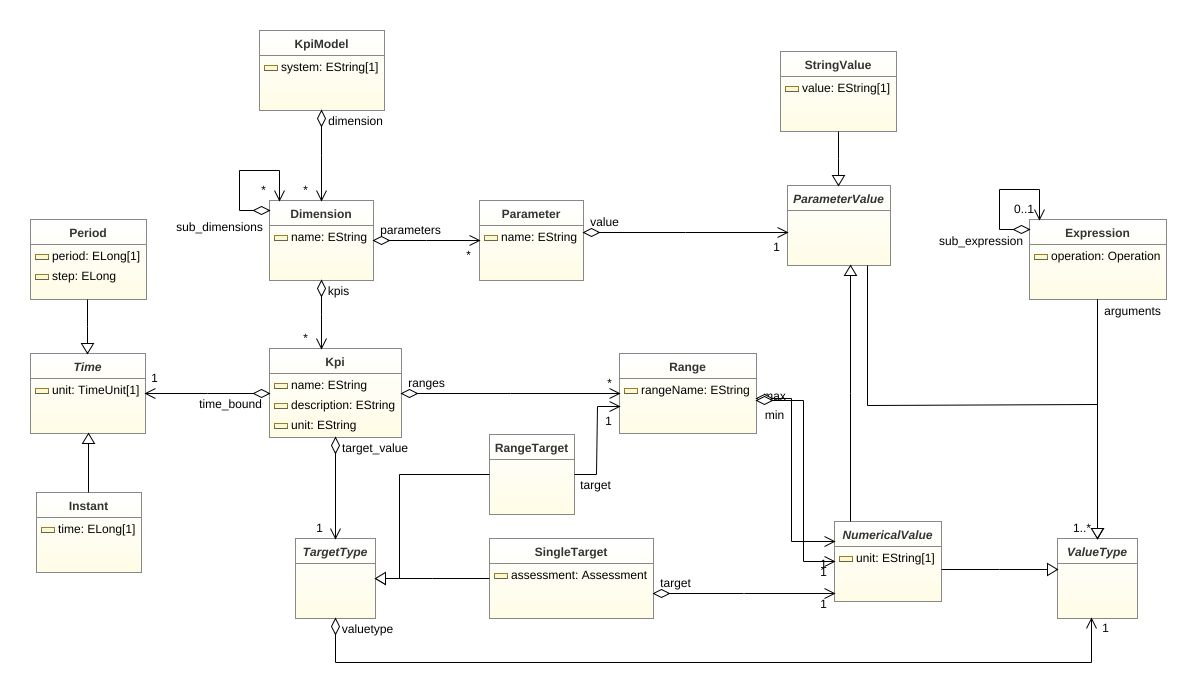 KpiModel
system: EString[1]
dimension
*
*
sub_dimensions
StringValue
value: EString[1]
Dimension
name: EString
parameters
*
kpis
*
Parameter
name: EString
value
1
ParameterValue
0..1
sub_expression
Expression
operation: Operation
arguments
Period
period: ELong[1]
step: ELong
Time
unit: TimeUnit[1]
1
time_bound
Kpi
name: EString
description: EString
unit: EString
ranges
*
1
Range
rangeName: EString
max
min
target_value
1
RangeTarget
target
Instant
time: ELong[1]
TargetType
valuetype
SingleTarget
assessment: Assessment
target
1
1
1
NumericalValue
unit: EString[1]
1..*
ValueType
1